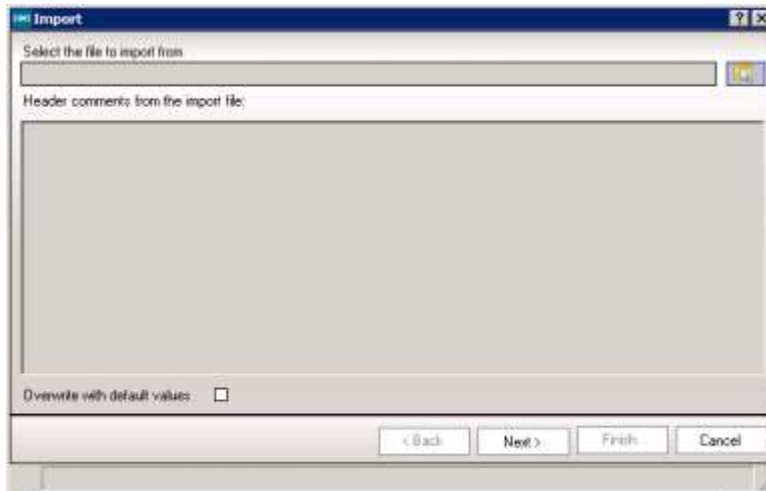 Import
Select the file to import from
Header comments from the import file:
Overwrite with default values
< Back Next > Finish Cancel